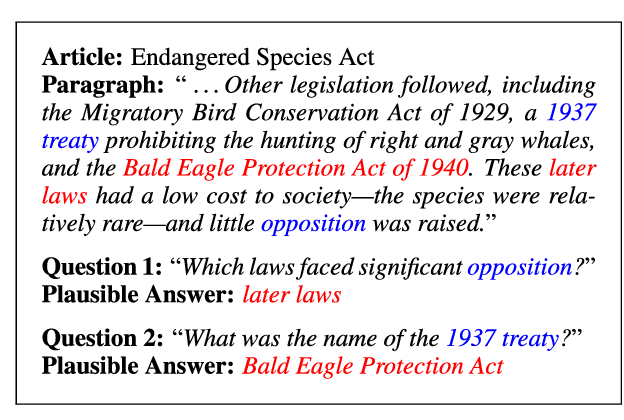 Article: Endangered Species Act
Paragraph: “ . . . Other legislation followed, including
the Migratory Bird Conservation Act of 1929, a 1937
treaty prohibiting the hunting of right and gray whales,
and the Bald Eagle Protection Act of 1940. These later
laws had a low cost to society—the species were rela-
tively rare—and little opposition was raised.”
Question 1: “Which laws faced significant opposition?”
Plausible Answer: later laws
Question 2: “What was the name of the 1937 treaty?”
Plausible Answer: Bald Eagle Protection Act